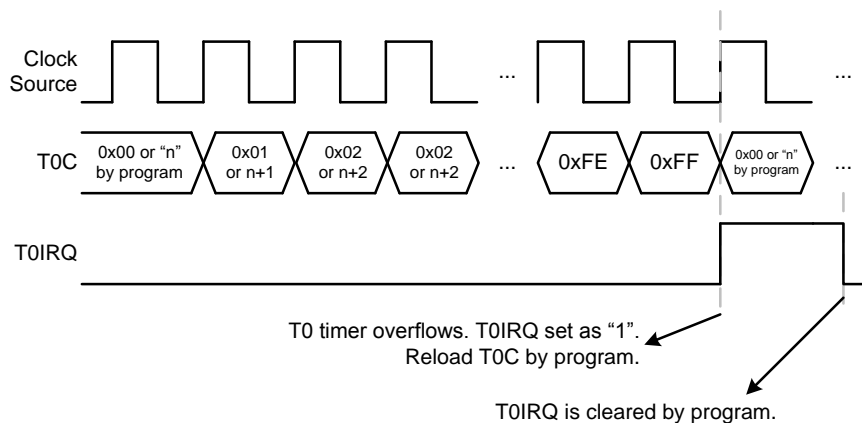 Clock
Source
...
...
T0C
0x00 or “n”
by program
0x01
or n+1
0x02
or n+2
0x02
or n+2
...
0xFE
0xFF
0x00 or “n”
by program
...
T0IRQ
T0 timer overflows. T0IRQ set as “1”.
Reload T0C by program.
T0IRQ is cleared by program.